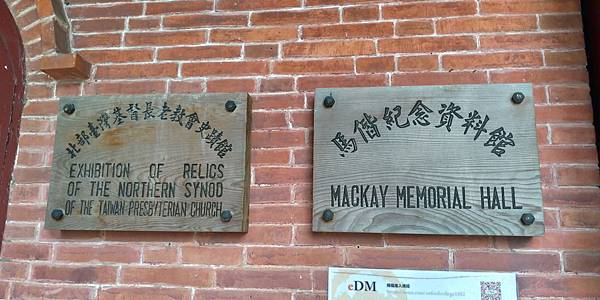 北部臺灣基督長老教會史蹟館
EXHIBITION OF RELICS
OF THE NORTHERN SYNOD
OF THE TAIWAN PRESBYTERIAN CHURCH
馬偕紀念資料館
MACKAY MEMORIAL HALL
eDM